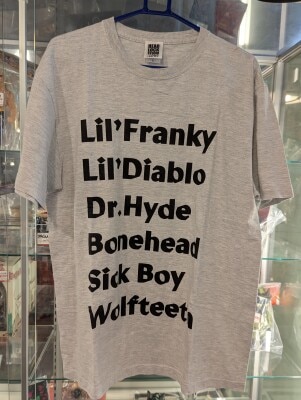 Lil'Franky
Lil'Diablo
Dr.Hyde
Bonehead
Sick Boy
Wolfteeth